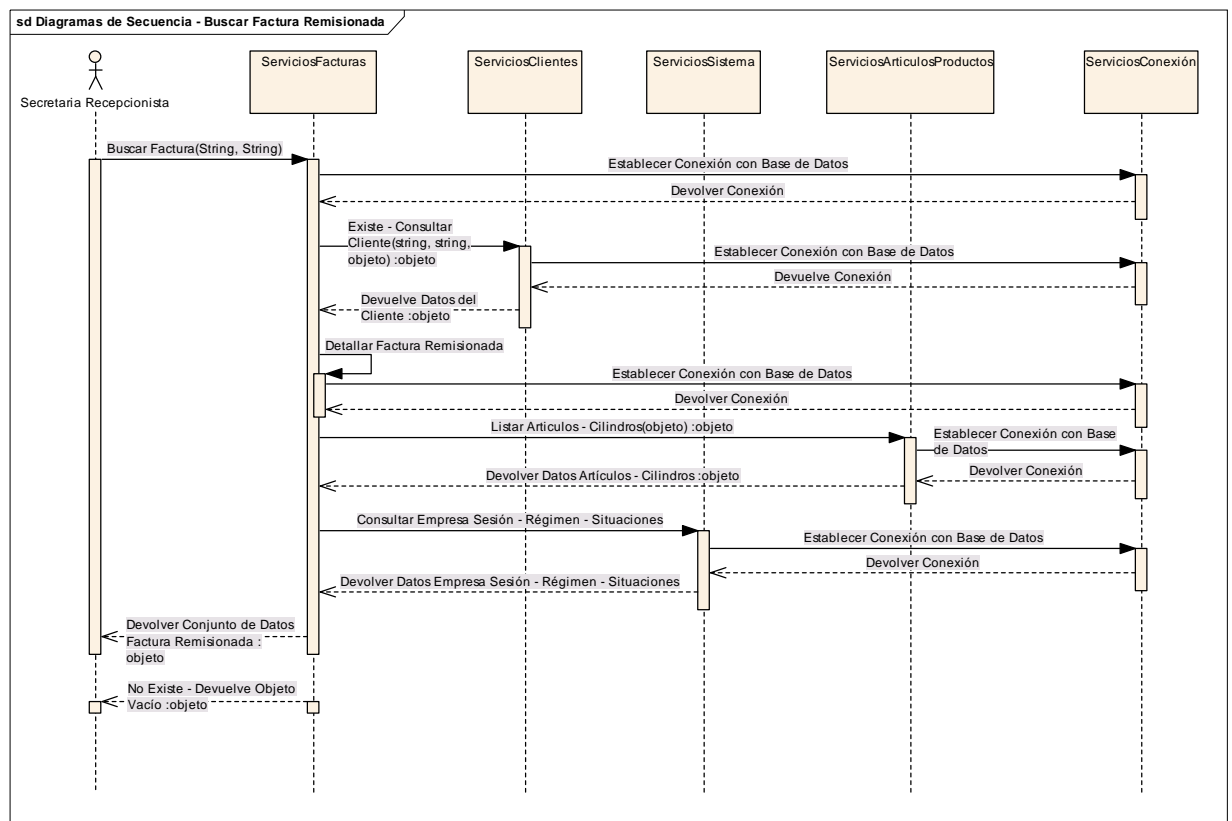 sd Diagramas de Secuencia - Buscar Factura Remisionada
Secretaria Recepcionista
ServiciosFacturas
ServiciosClientes
ServiciosSistema
ServiciosArticulosProductos
ServiciosConexión
Buscar Factura(String, String)
Establecer Conexión con Base de Datos
Devolver Conexión
Existe - Consultar
Cliente(string, string,
objeto) :objeto
Establecer Conexión con Base de Datos
Devuelve Conexión
Devuelve Datos del
Cliente :objeto
Detallar Factura Remisionada
Establecer Conexión con Base de Datos
Devolver Conexión
Listar Articulos - Cilindros(objeto) :objeto
Establecer Conexión con Base
de Datos
Devolver Conexión
Devolver Datos Artículos - Cilindros :objeto
Consultar Empresa Sesión - Régimen - Situaciones
Establecer Conexión con Base de Datos
Devolver Conexión
Devolver Datos Empresa Sesión - Régimen - Situaciones
Devolver Conjunto de Datos
Factura Remisionada :
objeto
No Existe - Devuelve Objeto
Vacío :objeto